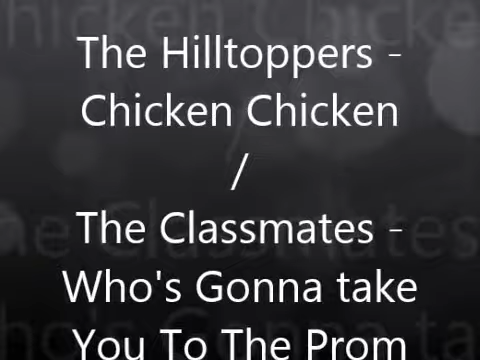 The Hilltoppers -
Chicken Chicken
/
The Classmates -
Who's Gonna take
You To The Prom